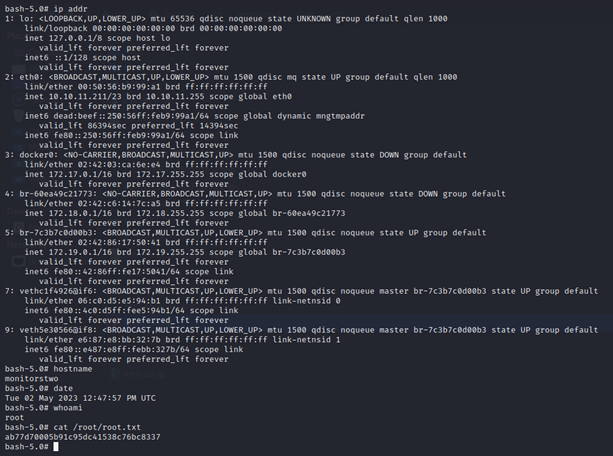 bash-5.0# ip addr
1: lo: <LOOPBACK,UP,LOWER_UP> mtu 65536 qdisc noqueue state UNKNOWN group default qlen 1000
    link/loopback 00:00:00:00:00:00 brd 00:00:00:00:00:00
    inet 127.0.0.1/8 scope host lo
       valid_lft forever preferred_lft forever
    inet6 ::1/128 scope host
       valid_lft forever preferred_lft forever
2: eth0: <BROADCAST,MULTICAST,UP,LOWER_UP> mtu 1500 qdisc mq state UP group default qlen 1000
    link/ether 00:50:56:b9:99:a1 brd ff:ff:ff:ff:ff:ff
    inet 10.10.11.211/23 brd 10.10.11.255 scope global eth0
       valid_lft forever preferred_lft forever
    inet6 dead:beef::250:56ff:feb9:99a1/64 scope global dynamic mngtmpaddr
       valid_lft 86394sec preferred_lft 14394sec
    inet6 fe80::250:56ff:feb9:99a1/64 scope link
       valid_lft forever preferred_lft forever
3: docker0: <NO-CARRIER,BROADCAST,MULTICAST,UP> mtu 1500 qdisc noqueue state DOWN group default
    link/ether 02:42:03:ca:6e:e4 brd ff:ff:ff:ff:ff:ff
    inet 172.17.0.1/16 brd 172.17.255.255 scope global docker0
       valid_lft forever preferred_lft forever
4: br-60ea49c21773: <NO-CARRIER,BROADCAST,MULTICAST,UP> mtu 1500 qdisc noqueue state DOWN group default
    link/ether 02:42:c6:14:7c:a5 brd ff:ff:ff:ff:ff:ff
    inet 172.18.0.1/16 brd 172.18.255.255 scope global br-60ea49c21773
       valid_lft forever preferred_lft forever
5: br-7c3b7c0d00b3: <BROADCAST,MULTICAST,UP,LOWER_UP> mtu 1500 qdisc noqueue state UP group default
    link/ether 02:42:86:17:50:41 brd ff:ff:ff:ff:ff:ff
    inet 172.19.0.1/16 brd 172.19.255.255 scope global br-7c3b7c0d00b3
       valid_lft forever preferred_lft forever
    inet6 fe80::42:86ff:fe17:5041/64 scope link
       valid_lft forever preferred_lft forever
7: vethc1f4926@if6: <BROADCAST,MULTICAST,UP,LOWER_UP> mtu 1500 qdisc noqueue master br-7c3b7c0d00b3 state UP group default
    link/ether 06:c0:d5:e5:94:b1 brd ff:ff:ff:ff:ff:ff link-netnsid 0
    inet6 fe80::4c0:d5ff:fee5:94b1/64 scope link
       valid_lft forever preferred_lft forever
9: veth5e30566@if8: <BROADCAST,MULTICAST,UP,LOWER_UP> mtu 1500 qdisc noqueue master br-7c3b7c0d00b3 state UP group default
    link/ether e6:87:e8:bb:32:7b brd ff:ff:ff:ff:ff:ff link-netnsid 1
    inet6 fe80::e487:e8ff:febb:327b/64 scope link
       valid_lft forever preferred_lft forever
bash-5.0# hostname
monitorstwo
bash-5.0# date
Tue 02 May 2023 12:47:57 PM UTC
bash-5.0# whoami
root
bash-5.0# cat /root/root.txt
ab77d70005b91c95dc41538c76bc8337
bash-5.0#